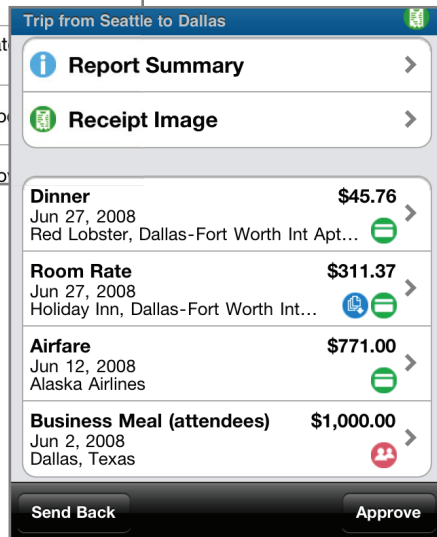 Trip from Seattle to Dallas
Report Summary
Receipt Image
Dinner $45.76
Jun 27, 2008
Red Lobster, Dallas-Fort Worth Int Apt...
Room Rate $311.37
Jun 27, 2008
Holiday Inn, Dallas-Fort Worth Int...
Airfare $771.00
Jun 12, 2008
Alaska Airlines
Business Meal (attendees) $1,000.00
Jun 2, 2008
Dallas, Texas
Send Back Approve